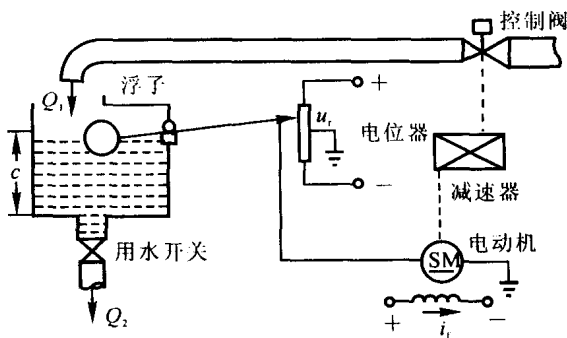 控制阀
Q₁
浮子
+
uᵣ
电位器
c
−
减速器
用水开关
SM
电动机
Q₂
+
i_f
−